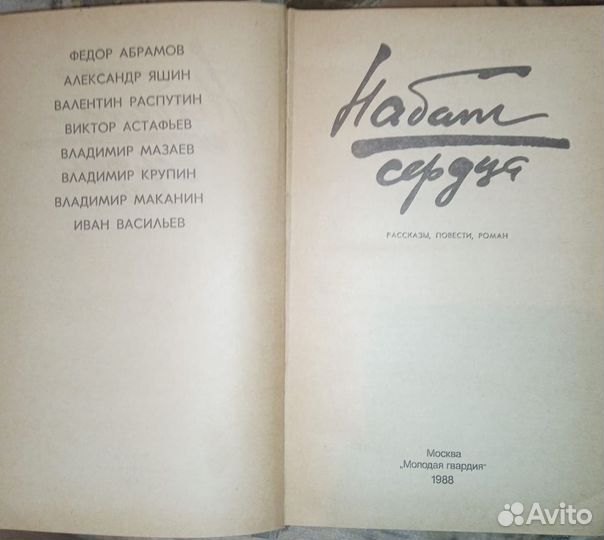 ФЕДОР АБРАМОВ
АЛЕКСАНДР ЯШИН
ВАЛЕНТИН РАСПУТИН
ВИКТОР АСТАФЬЕВ
ВЛАДИМИР МАЗАЕВ
ВЛАДИМИР КРУПИН
ВЛАДИМИР МАКАНИН
ИВАН ВАСИЛЬЕВ
Набат
сердца
РАССКАЗЫ, ПОВЕСТИ, РОМАН
Москва
„Молодая гвардия“
1988
Avito